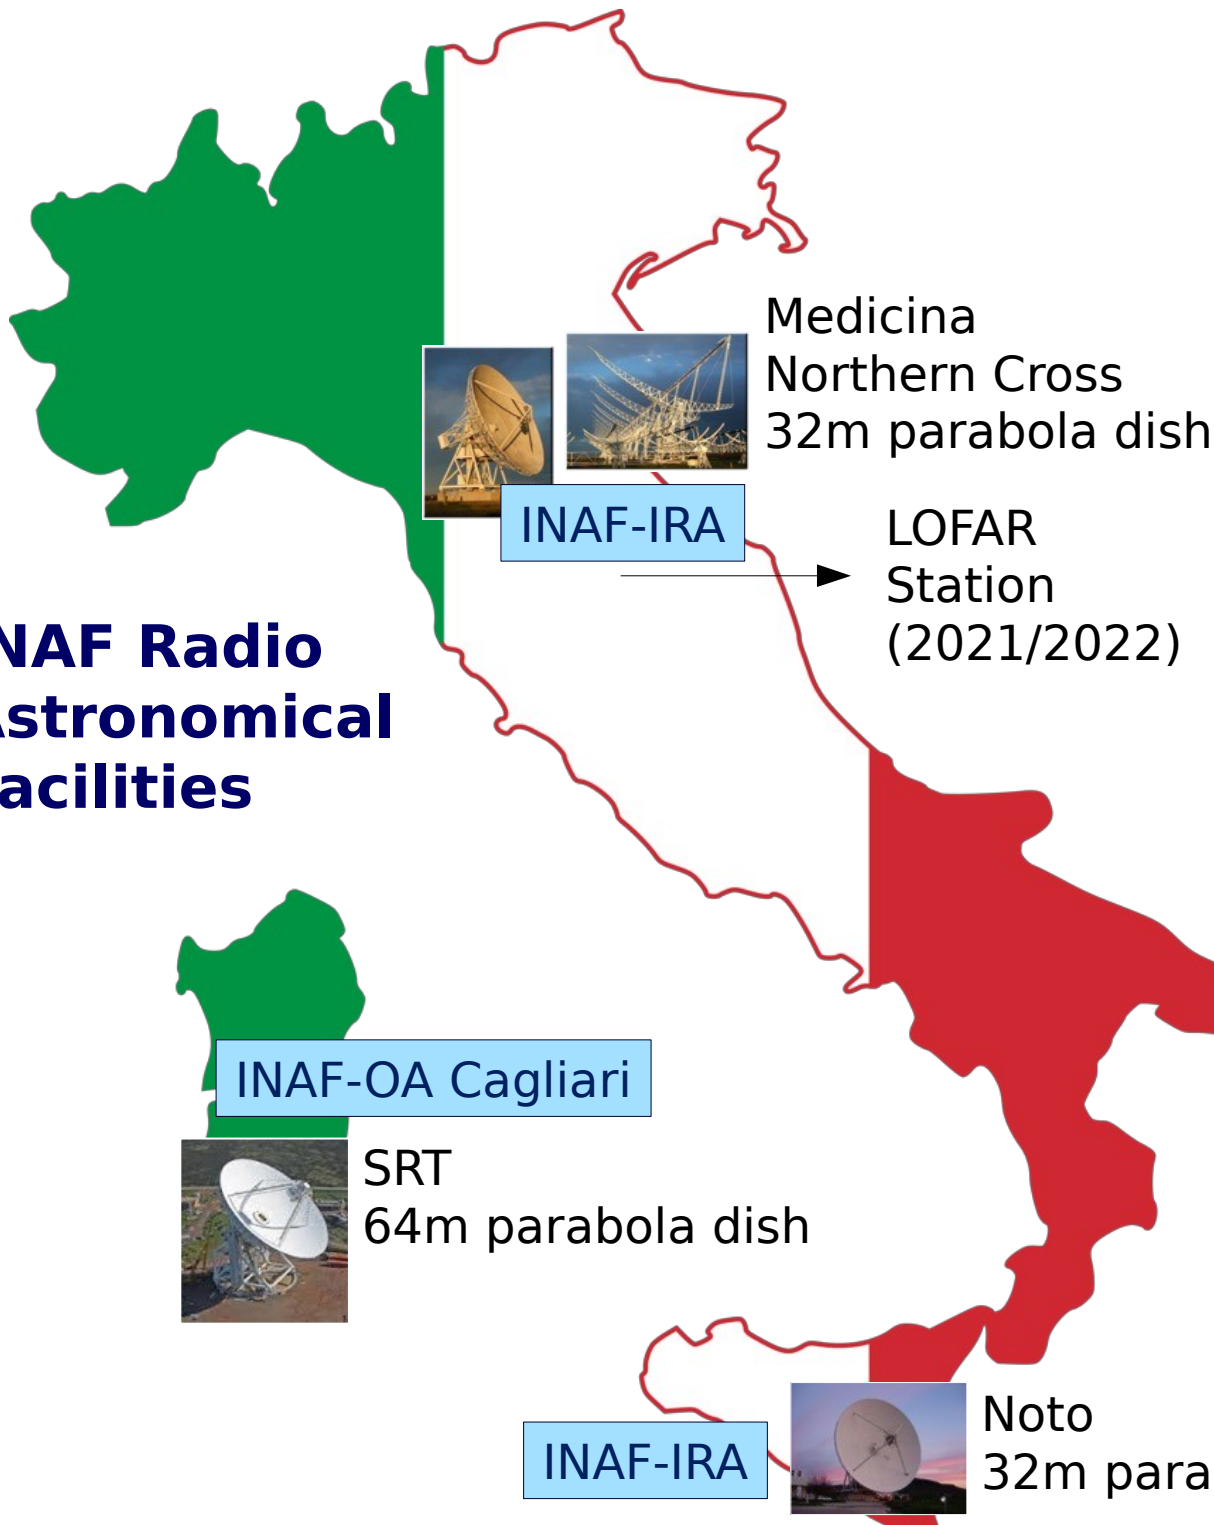 Medicina
Northern Cross
32m parabola dish
INAF-IRA
LOFAR
Station
(2021/2022)
NAF Radio
Astronomical
acilities
INAF-OA Cagliari
SRT
64m parabola dish
Noto
32m para
INAF-IRA